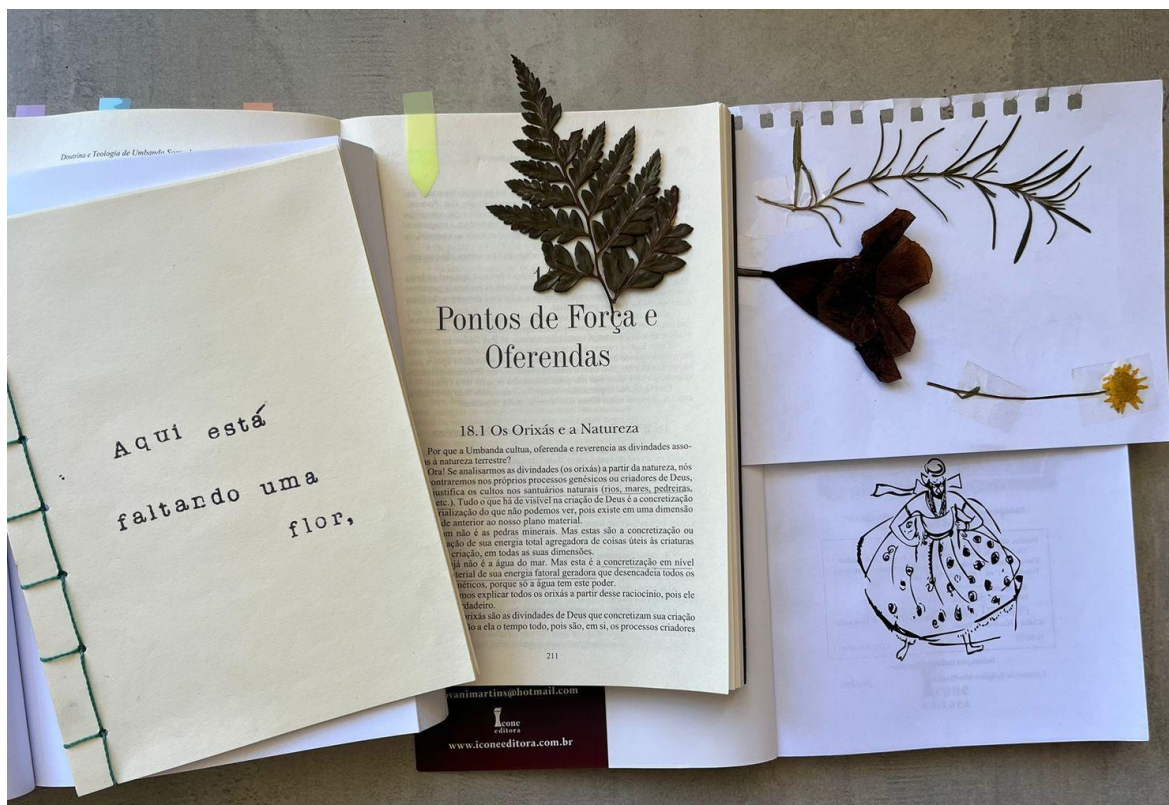 Doutrina e Teologia de Umbanda
Aqui está
faltando uma
flor,
Pontos de Força e
Oferendas
18.1 Os Orixás e a Natureza
Por que a Umbanda cultua, oferenda e reverencia as divindades asso-
à natureza terrestre?
Ora! Se analisarmos as divindades (os orixás) a partir da natureza, nós
ontraremos nos próprios processos genésicos ou criadores de Deus,
justifica os cultos nos santuários naturais (rios, mares, pedreiras,
etc.). Tudo o que há de visível na criação de Deus é a concretização
rialização do que não podemos ver, pois existe em uma dimensão
de anterior ao nosso plano material.
não é as pedras minerais. Mas estas são a concretização ou
ação de sua energia total agregadora de coisas úteis às criaturas
criação, em todas as suas dimensões.
já não é a água do mar. Mas esta é a concretização em nível
terial de sua energia fatoral geradora que desencadeia todos os
néticos, porque só a água tem este poder.
mos explicar todos os orixás a partir desse raciocínio, pois ele
rdadeiro.
orixás são as divindades de Deus que concretizam sua criação
a ela o tempo todo, pois são, em si, os processos criadores
211
vanimartins@hotmail.com
Ícone
editora
www.iconeeditora.com.br